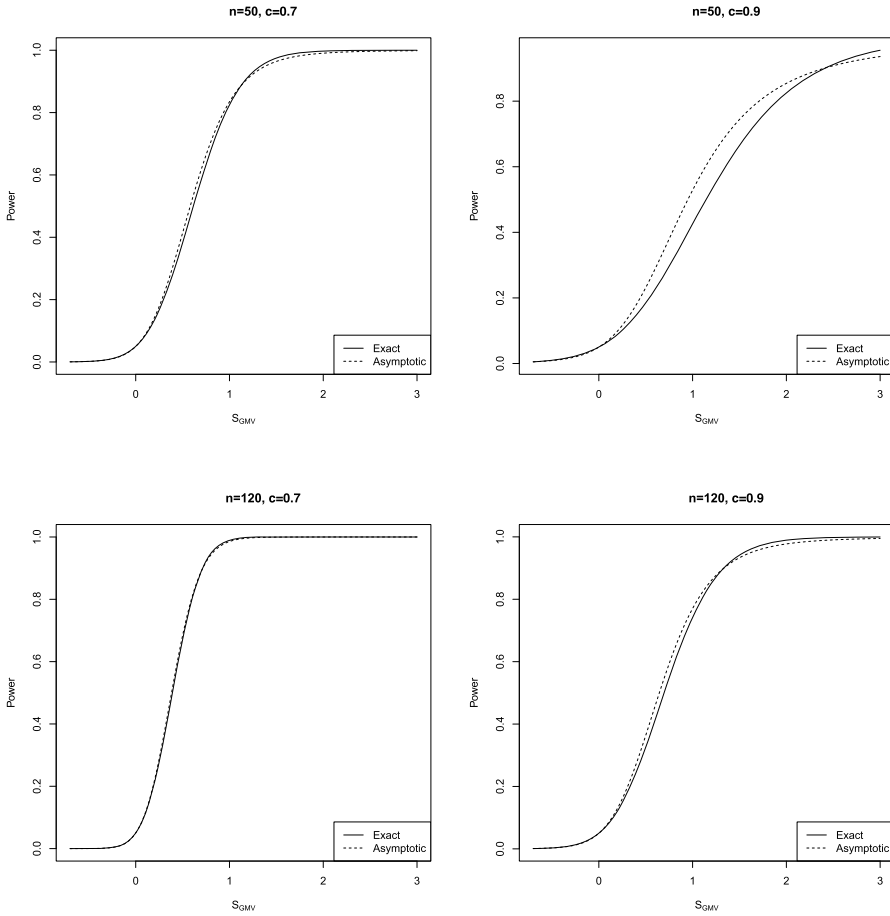 n=50, c=0.7
Power
0.0
0.2
0.4
0.6
0.8
1.0
0
1
2
3
S_GMV
Exact
Asymptotic
n=50, c=0.9
Power
0.0
0.2
0.4
0.6
0.8
0
1
2
3
S_GMV
Exact
Asymptotic
n=120, c=0.7
Power
0.0
0.2
0.4
0.6
0.8
1.0
0
1
2
3
S_GMV
Exact
Asymptotic
n=120, c=0.9
Power
0.0
0.2
0.4
0.6
0.8
1.0
0
1
2
3
S_GMV
Exact
Asymptotic